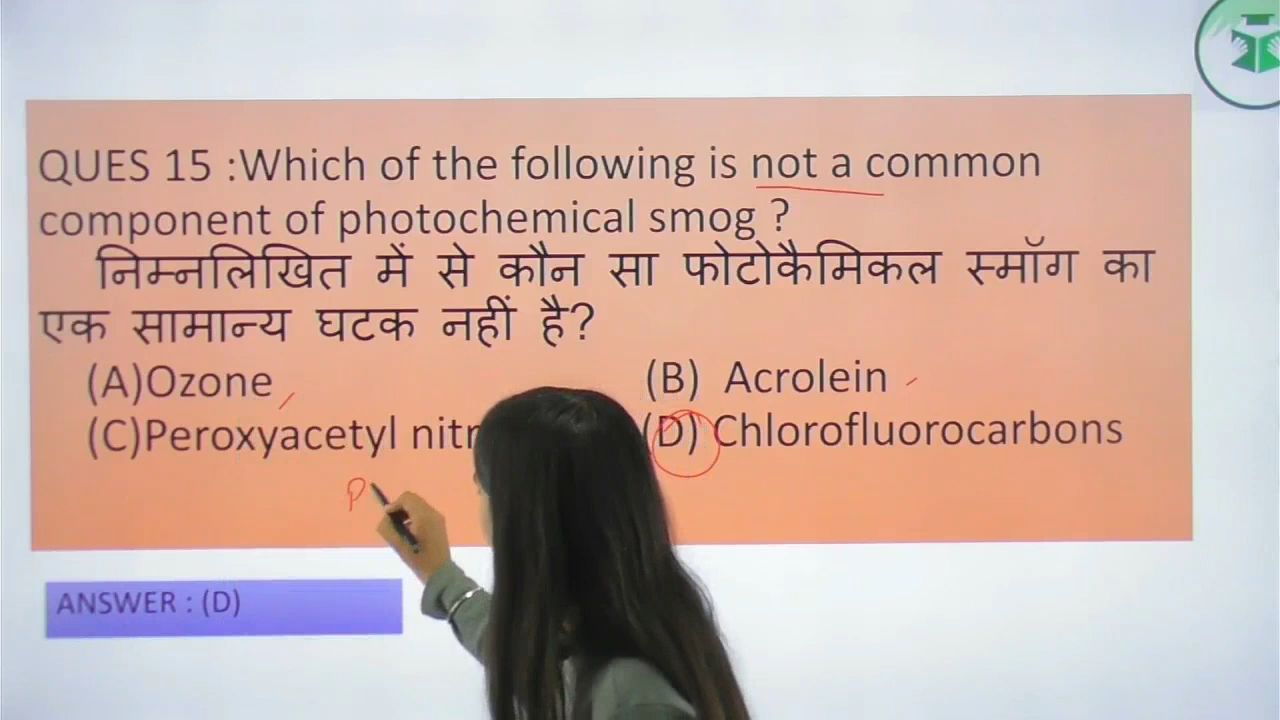 QUES 15 :Which of the following is not a common
component of photochemical smog ?
निम्नलिखित में से कौन सा फोटोकैमिकल स्मॉग का
एक सामान्य घटक नहीं है?
(A)Ozone (B) Acrolein
(C)Peroxyacetyl (D) Chlorofluorocarbons
P
ANSWER : (D)